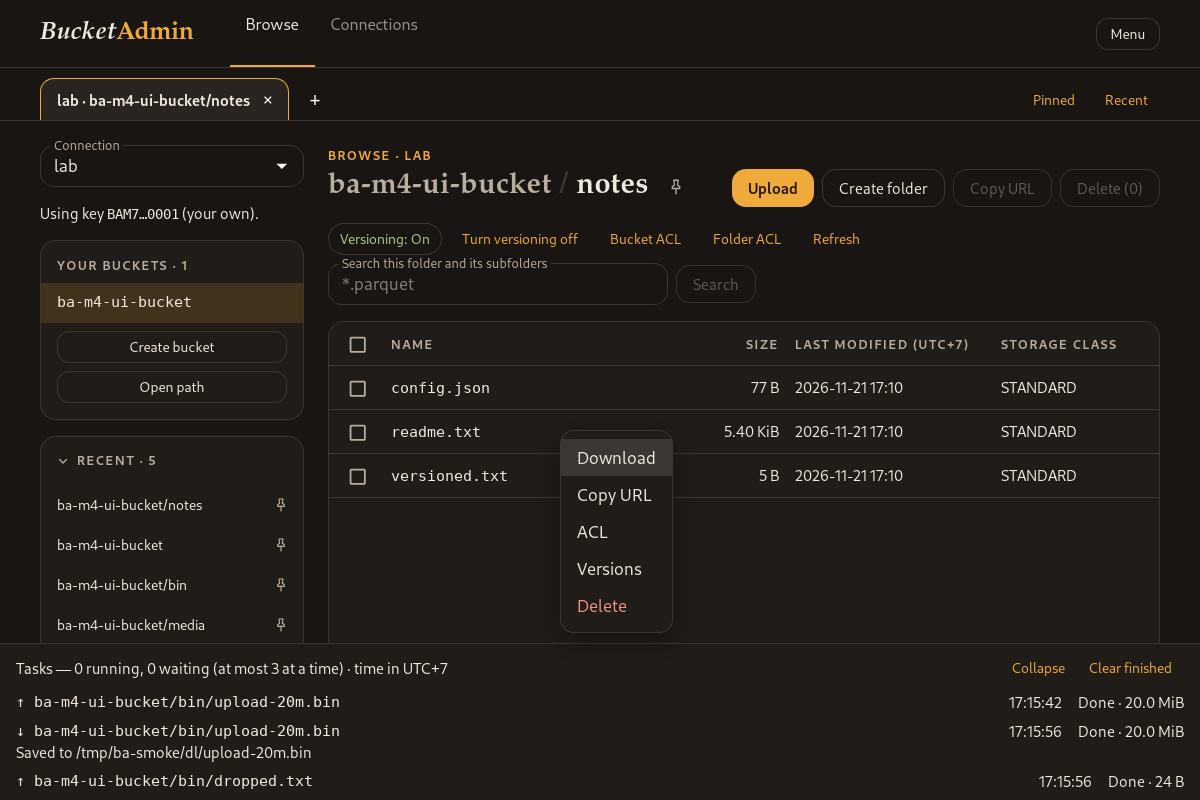 BucketAdmin
Browse
Connections
Menu
lab · ba-m4-ui-bucket/notes ×
+
Pinned
Recent
Connection
lab
Using key BAM7…0001 (your own).
YOUR BUCKETS · 1
ba-m4-ui-bucket
Create bucket
Open path
RECENT · 5
ba-m4-ui-bucket/notes
ba-m4-ui-bucket
ba-m4-ui-bucket/bin
ba-m4-ui-bucket/media
BROWSE · LAB
ba-m4-ui-bucket / notes
Upload
Create folder
Copy URL
Delete (0)
Versioning: On
Turn versioning off
Bucket ACL
Folder ACL
Refresh
Search this folder and its subfolders
*.parquet
Search
NAME SIZE LAST MODIFIED (UTC+7) STORAGE CLASS
config.json 77 B 2026-11-21 17:10 STANDARD
readme.txt 5.40 KiB 2026-11-21 17:10 STANDARD
versioned.txt 5 B 2026-11-21 17:10 STANDARD
Download
Copy URL
ACL
Versions
Delete
Tasks — 0 running, 0 waiting (at most 3 at a time) · time in UTC+7
Collapse
Clear finished
↑ ba-m4-ui-bucket/bin/upload-20m.bin 17:15:42 Done · 20.0 MiB
↓ ba-m4-ui-bucket/bin/upload-20m.bin 17:15:56 Done · 20.0 MiB
Saved to /tmp/ba-smoke/dl/upload-20m.bin
↑ ba-m4-ui-bucket/bin/dropped.txt 17:15:56 Done · 24 B